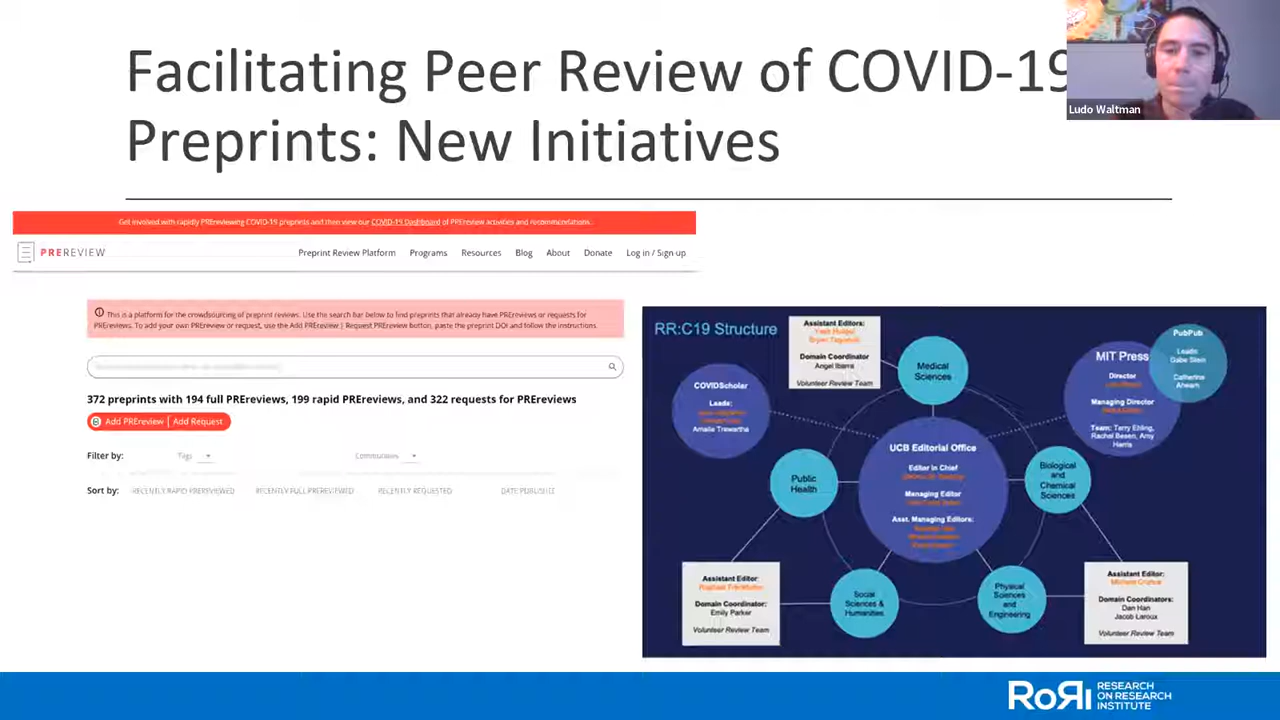 Facilitating Peer Review of COVID-19
Preprints: New Initiatives
Ludo Waltman
Get involved with rapidly PREreviewing COVID-19 preprints and then view our COVID-19 Dashboard of PREreview activities and recommendations.
PREREVIEW
Preprint Review Platform Programs Resources Blog About Donate Log in / Sign up
This is a platform for the crowdsourcing of preprint reviews. Use the search bar below to find preprints that already have PREreviews or requests for
PREreviews. To add your own PREreview or request, use the Add PREreview | Request PREreview button, paste the preprint DOI and follow the instructions.
372 preprints with 194 full PREreviews, 199 rapid PREreviews, and 322 requests for PREreviews
Add PREreview | Add Request
Filter by: Tags Communities
Sort by: RECENTLY RAPID PREREVIEWED RECENTLY FULL PREREVIEWED RECENTLY REQUESTED DATE PUBLISHED
RR:C19 Structure
Assistant Editors:
Domain Coordinator
Angel Ibarra
Volunteer Review Team
Medical
Sciences
PubPub
Leads:
Gabe Stein
Catherine
Ahearn
MIT Press
Director
Managing Director
Team: Terry Ehling,
Rachel Besen, Amy
Harris
COVIDScholar
Leads:
Amalie Trewartha
UCB Editorial Office
Editor in Chief
Managing Editor
Asst. Managing Editors:
Public
Health
Biological
and
Chemical
Sciences
Assistant Editor:
Domain Coordinator:
Emily Parker
Volunteer Review Team
Social
Sciences &
Humanities
Physical
Sciences
and
Engineering
Assistant Editor:
Domain Coordinators:
Dan Han
Jacob Laroux
Volunteer Review Team
RoRI RESEARCH
ON RESEARCH
INSTITUTE